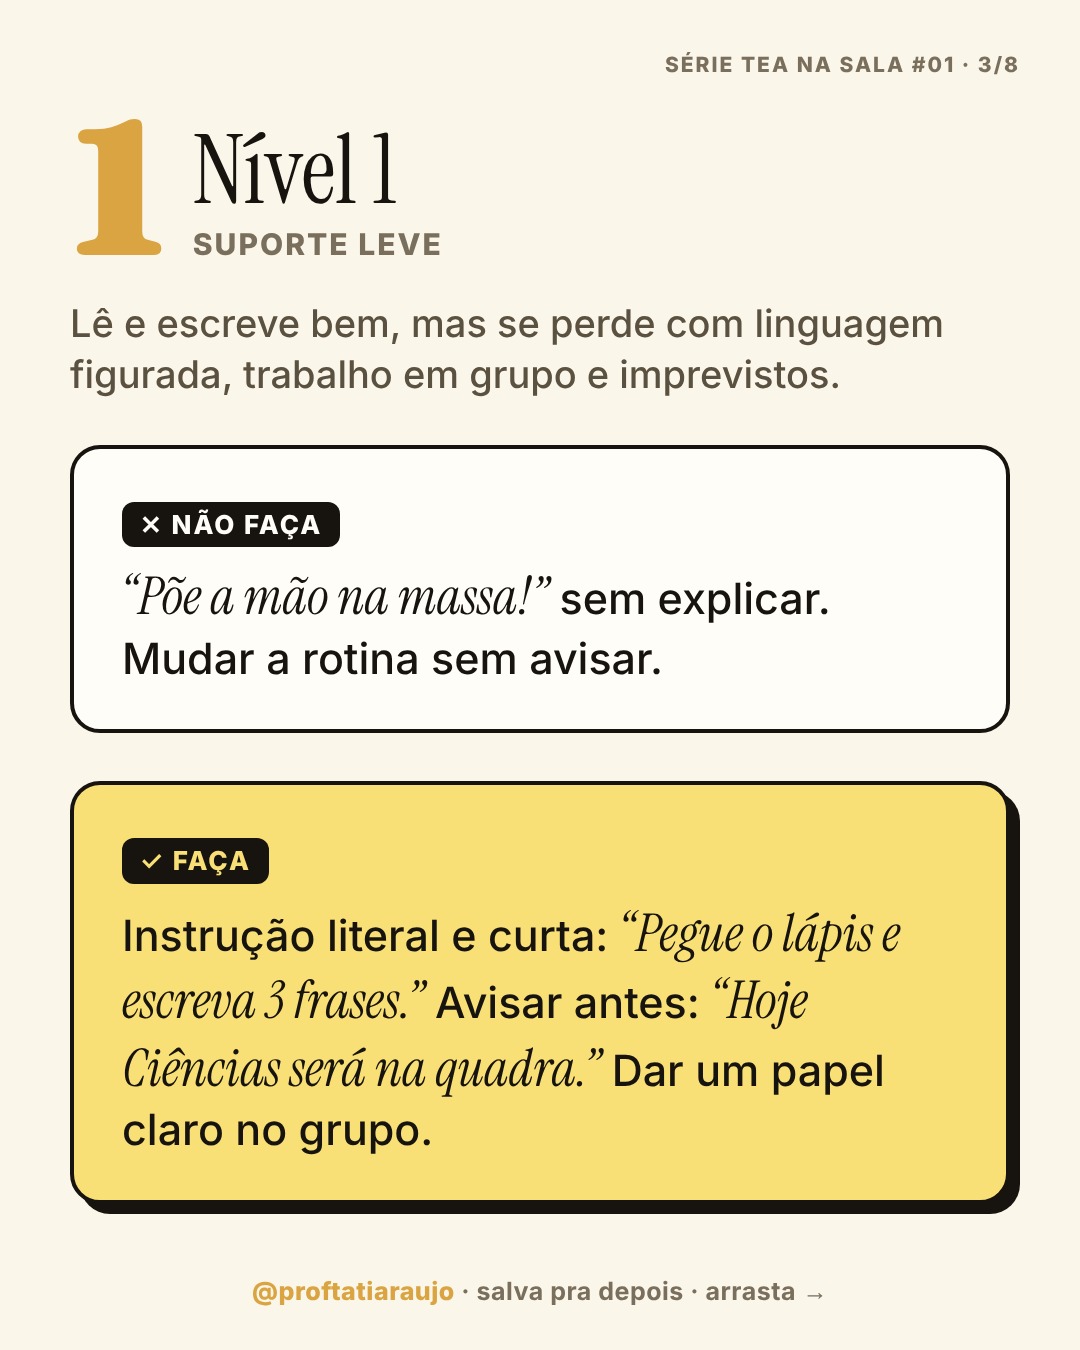 SÉRIE TEA NA SALA #01 · 3/8
1
Nível 1
SUPORTE LEVE
Lê e escreve bem, mas se perde com linguagem
figurada, trabalho em grupo e imprevistos.
✕ NÃO FAÇA
“Põe a mão na massa!” sem explicar.
Mudar a rotina sem avisar.
✓ FAÇA
Instrução literal e curta: “Pegue o lápis e
escreva 3 frases.” Avisar antes: “Hoje
Ciências será na quadra.” Dar um papel
claro no grupo.
@proftatiaraujo · salva pra depois · arrasta →